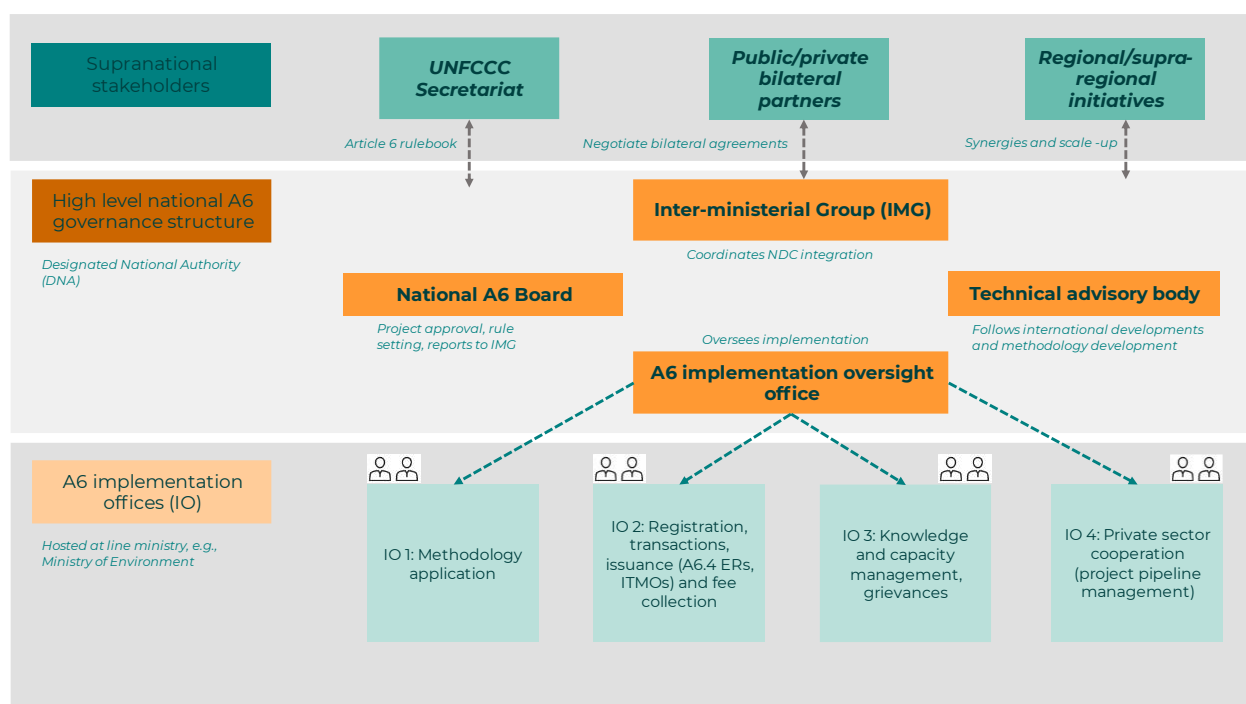 Supranational
stakeholders
UNFCCC
Secretariat
Public/private
bilateral
partners
Regional/supra-
regional
initiatives
Article 6 rulebook
Negotiate bilateral agreements
Synergies and scale -up
High level national A6
governance structure
Designated National Authority
(DNA)
Inter-ministerial Group (IMG)
Coordinates NDC integration
National A6 Board
Project approval, rule
setting, reports to IMG
Technical advisory body
Follows international developments
and methodology development
Oversees implementation
A6 implementation oversight
office
A6 implementation
offices (IO)
Hosted at line ministry, e.g.,
Ministry of Environment
IO 1: Methodology
application
IO 2: Registration,
transactions,
issuance (A6.4 ERs,
ITMOs) and fee
collection
IO 3: Knowledge
and capacity
management,
grievances
IO 4: Private sector
cooperation
(project pipeline
management)